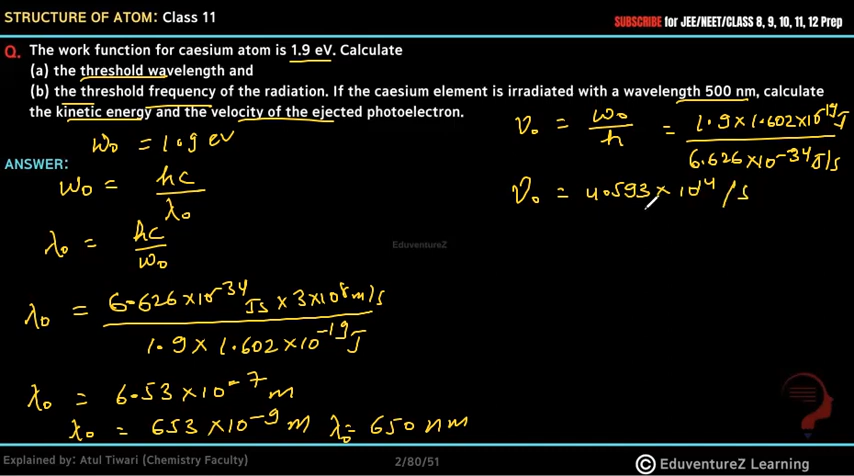 STRUCTURE OF ATOM: Class 11
SUBSCRIBE for JEE/NEET/CLASS 8, 9, 10, 11, 12 Prep
Q. The work function for caesium atom is 1.9 eV. Calculate
(a) the threshold wavelength and
(b) the threshold frequency of the radiation. If the caesium element is irradiated with a wavelength 500 nm, calculate
the kinetic energy and the velocity of the ejected photoelectron.
W₀ = 1.9 eV
ANSWER:
W₀ = hc / λ₀
λ₀ = hc / W₀
λ₀ = 6.626 × 10⁻³⁴ Js × 3 × 10⁸ m/s / 1.9 × 1.602 × 10⁻¹⁹ J
λ₀ = 6.53 × 10⁻⁷ m
λ₀ = 653 × 10⁻⁹ m λ₀ = 650 nm
ν₀ = W₀ / h = 1.9 × 1.602 × 10⁻¹⁹ J / 6.626 × 10⁻³⁴ J/s
ν₀ = 4.593 × 10⁴ /s
EduventureZ
Explained by: Atul Tiwari (Chemistry Faculty)
2/80/51
© EduventureZ Learning